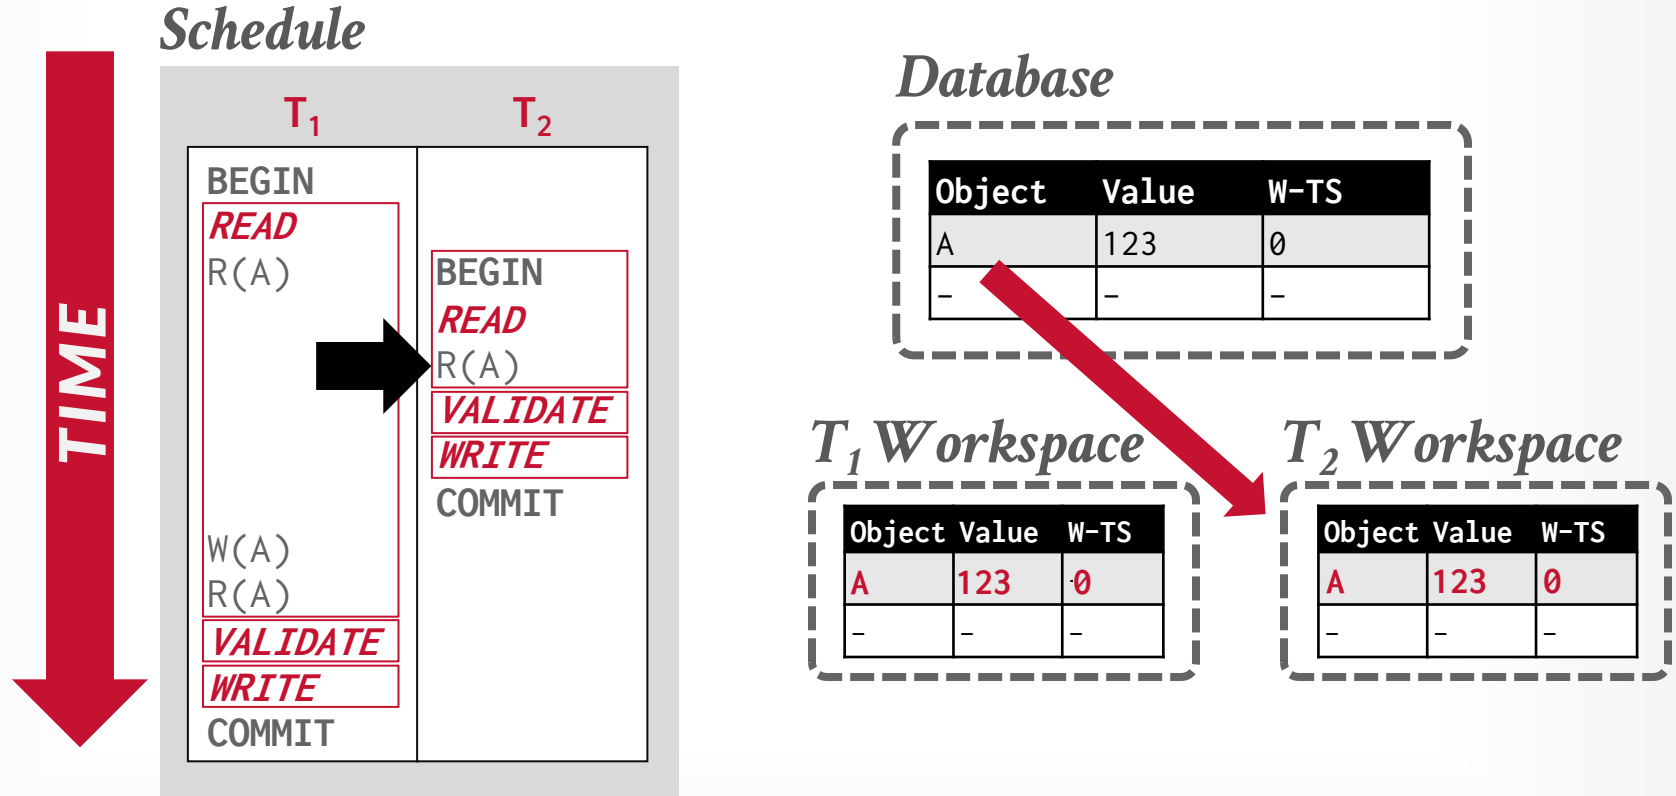 Schedule
TIME
T1 T2
BEGIN
READ
R(A)
W(A)
R(A)
VALIDATE
WRITE
COMMIT
BEGIN
READ
R(A)
VALIDATE
WRITE
COMMIT
Database
Object Value W-TS
A 123 0
– – –
T1 Workspace
Object Value W-TS
A 123 0
– – –
T2 Workspace
Object Value W-TS
A 123 0
– – –